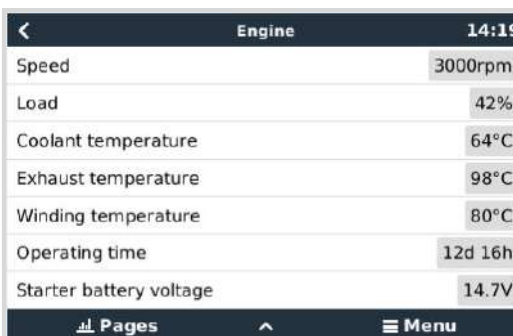 Engine 14:19
Speed 3000rpm
Load 42%
Coolant temperature 64°C
Exhaust temperature 98°C
Winding temperature 80°C
Operating time 12d 16h
Starter battery voltage 14.7V
Pages Menu